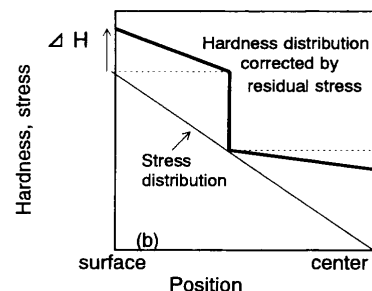 ⊿ H
Hardness distribution
corrected by
residual stress
Hardness, stress
Stress
distribution
(b)
surface
center
Position